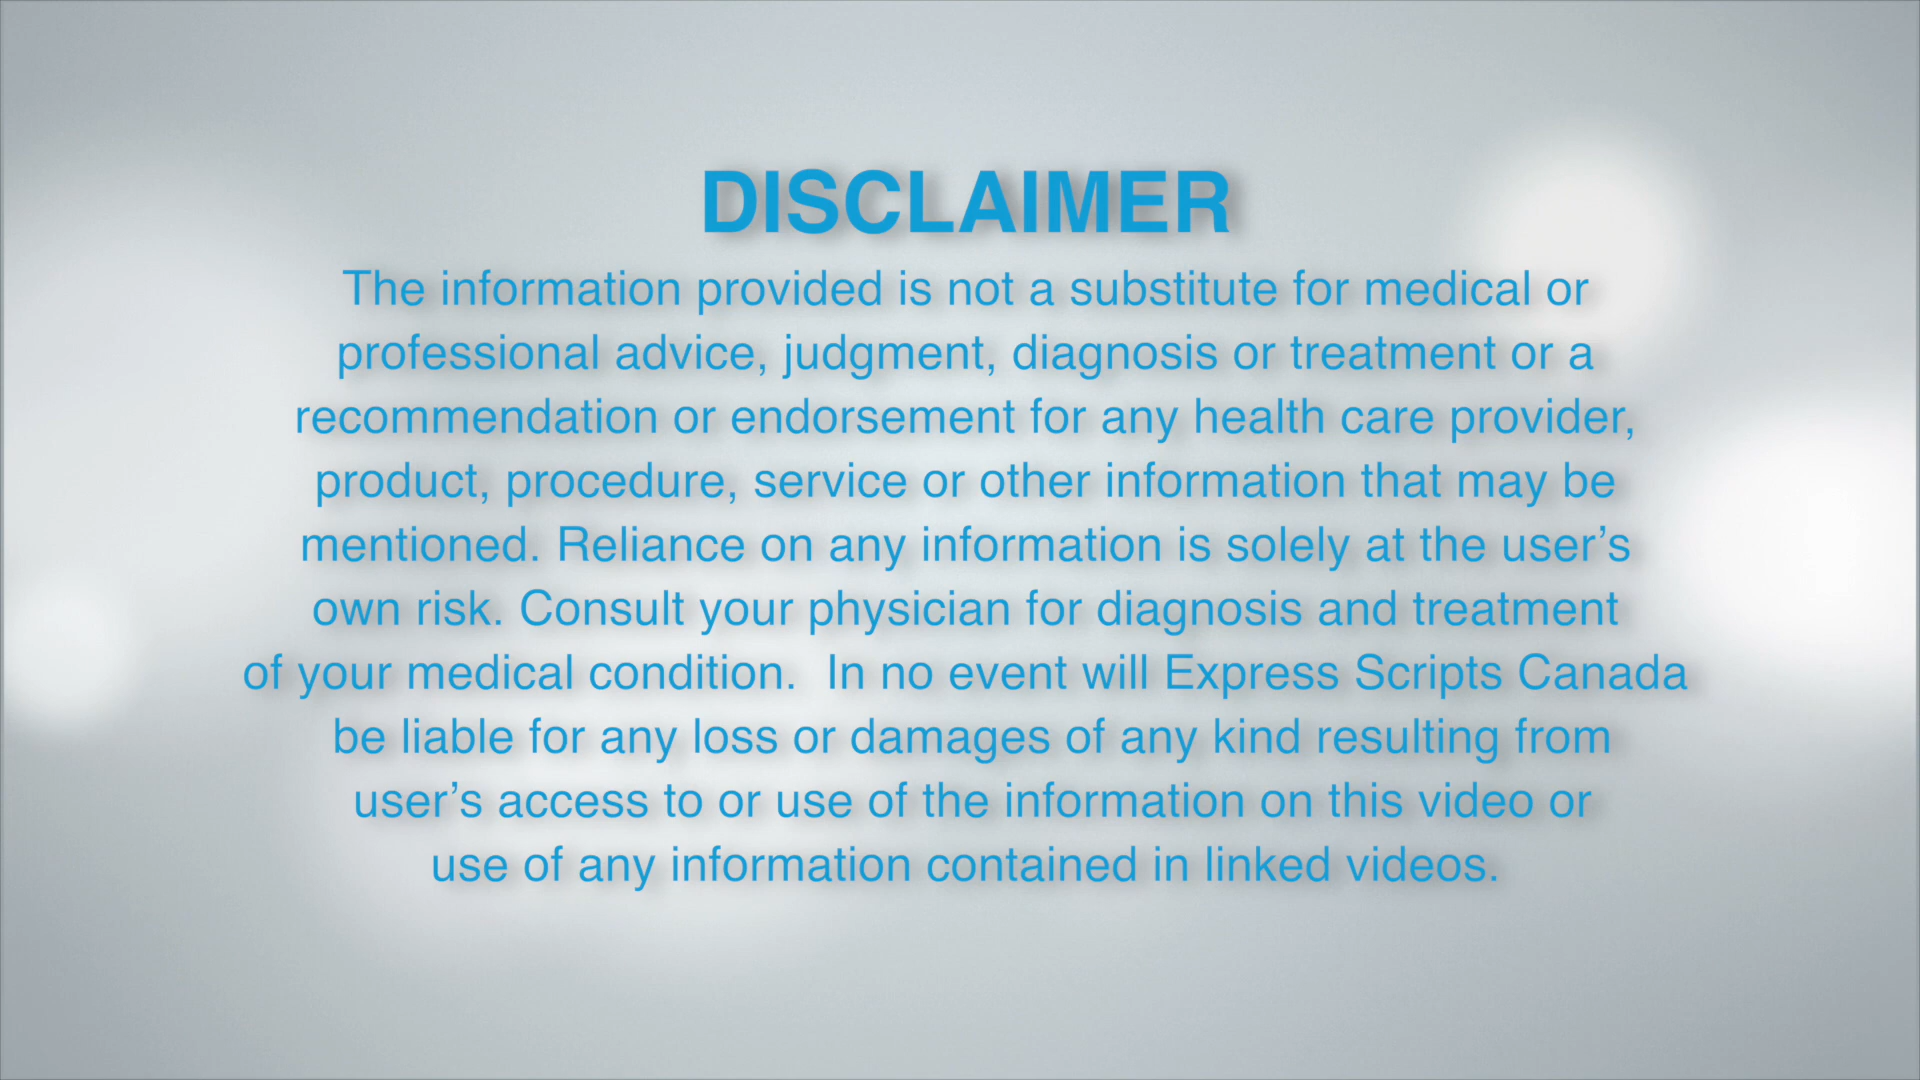 DISCLAIMER
The information provided is not a substitute for medical or
professional advice, judgment, diagnosis or treatment or a
recommendation or endorsement for any health care provider,
product, procedure, service or other information that may be
mentioned. Reliance on any information is solely at the user’s
own risk. Consult your physician for diagnosis and treatment
of your medical condition.  In no event will Express Scripts Canada
be liable for any loss or damages of any kind resulting from
user’s access to or use of the information on this video or
use of any information contained in linked videos.